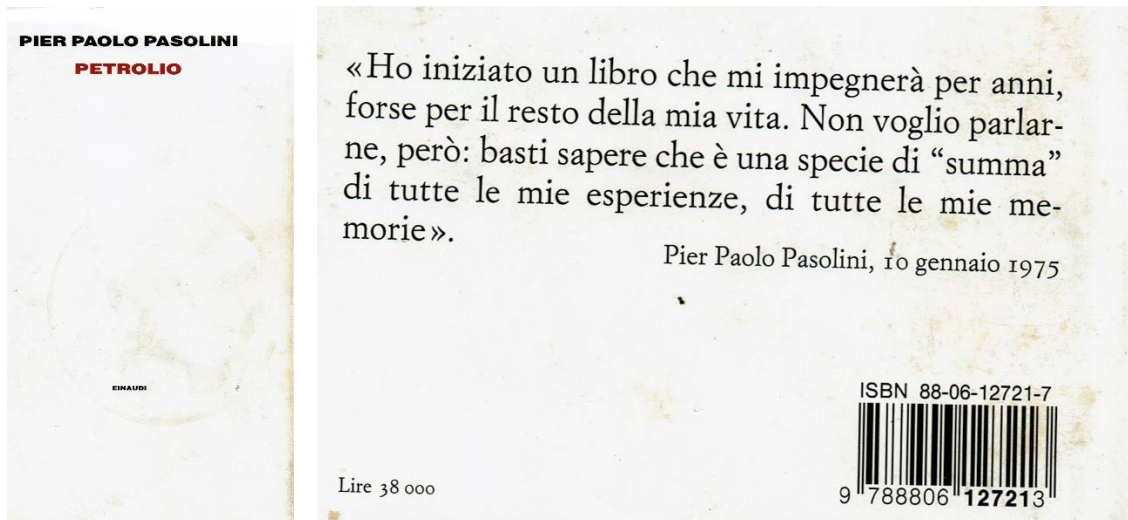 PIER PAOLO PASOLINI
PETROLIO
EINAUDI
«Ho iniziato un libro che mi impegnerà per anni,
forse per il resto della mia vita. Non voglio parlar-
ne, però: basti sapere che è una specie di “summa”
di tutte le mie esperienze, di tutte le mie me-
morie».
Pier Paolo Pasolini, 10 gennaio 1975
ISBN 88-06-12721-7
9 788806 127213
Lire 38 000